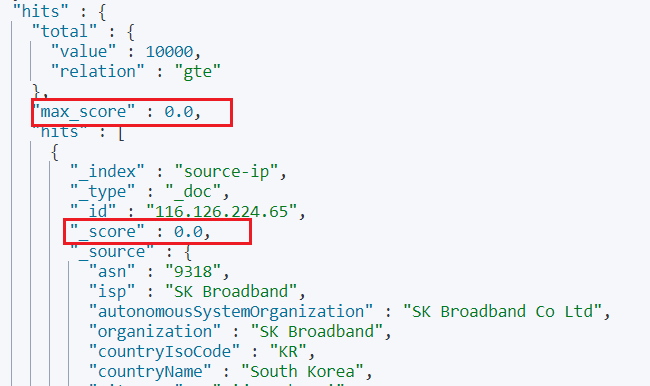 "hits" : {
"total" : {
"value" : 10000,
"relation" : "gte"
},
"max_score" : 0.0,
"hits" : [
{
"_index" : "source-ip",
"_type" : "_doc",
"_id" : "116.126.224.65",
"_score" : 0.0,
"_source" : {
"asn" : "9318",
"isp" : "SK Broadband",
"autonomousSystemOrganization" : "SK Broadband Co Ltd",
"organization" : "SK Broadband",
"countryIsoCode" : "KR",
"countryName" : "South Korea",